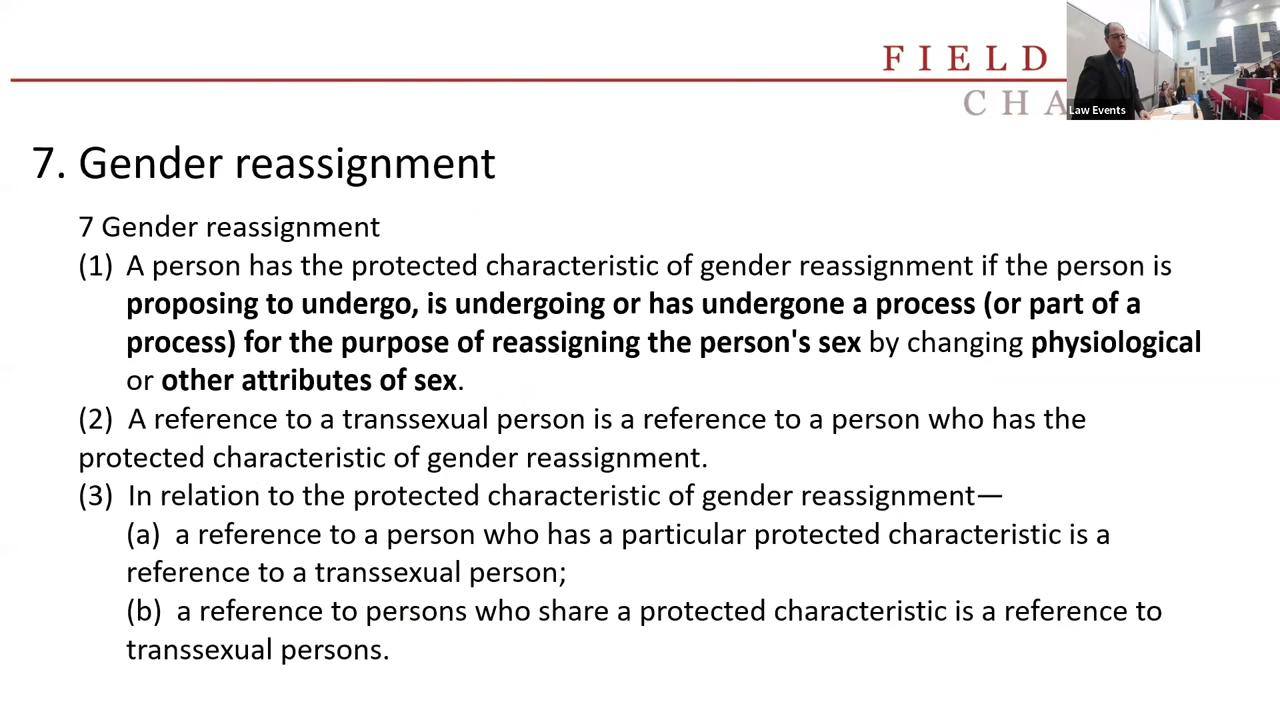 FIELD
CHA
Law Events
7. Gender reassignment
7 Gender reassignment
(1) A person has the protected characteristic of gender reassignment if the person is
proposing to undergo, is undergoing or has undergone a process (or part of a
process) for the purpose of reassigning the person's sex by changing physiological
or other attributes of sex.
(2) A reference to a transsexual person is a reference to a person who has the
protected characteristic of gender reassignment.
(3) In relation to the protected characteristic of gender reassignment—
(a) a reference to a person who has a particular protected characteristic is a
reference to a transsexual person;
(b) a reference to persons who share a protected characteristic is a reference to
transsexual persons.